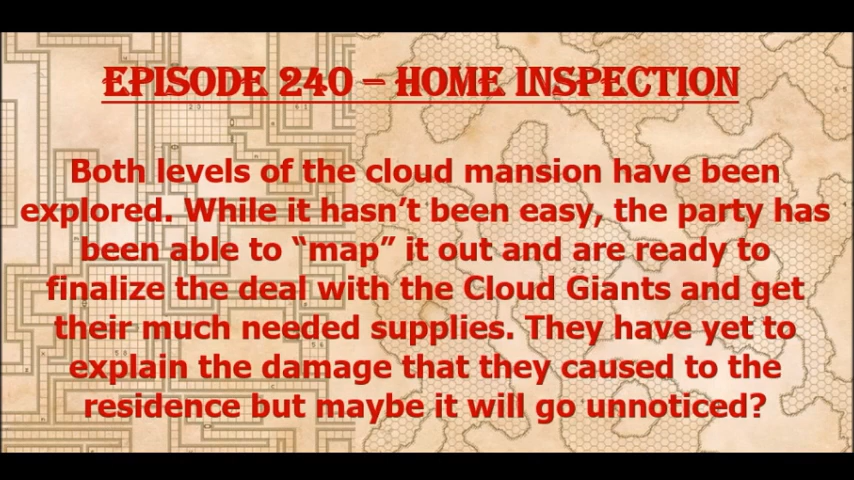 EPISODE 240 – HOME INSPECTION
Both levels of the cloud mansion have been
explored. While it hasn’t been easy, the party has
been able to “map” it out and are ready to
finalize the deal with the Cloud Giants and get
their much needed supplies. They have yet to
explain the damage that they caused to the
residence but maybe it will go unnoticed?